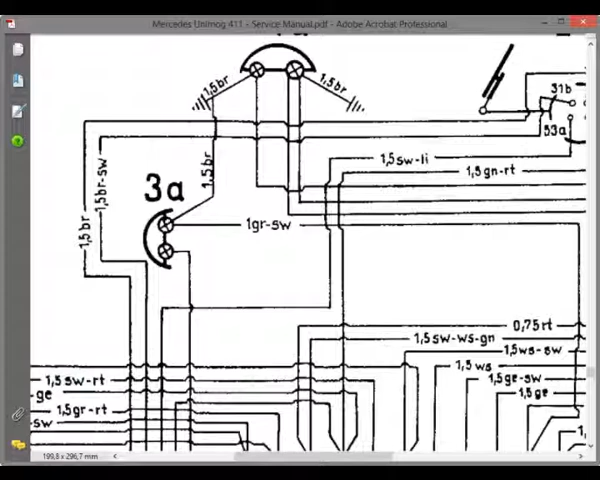 Mercedes Unimog 411 - Service Manual.pdf - Adobe Acrobat Professional
1,5br
1,5br
31b
53a
1,5sw-li
1,5gn-rt
1,5br
1,5br-sw
1,5br
3a
1gr-sw
0,75rt
1,5sw-ws-gn
1,5ws-sw
1,5ws
1,5sw-rt
1,5ge-sw
-ge
1,5ge
1,5gr-rt
-sw
199,8 x 296,7 mm